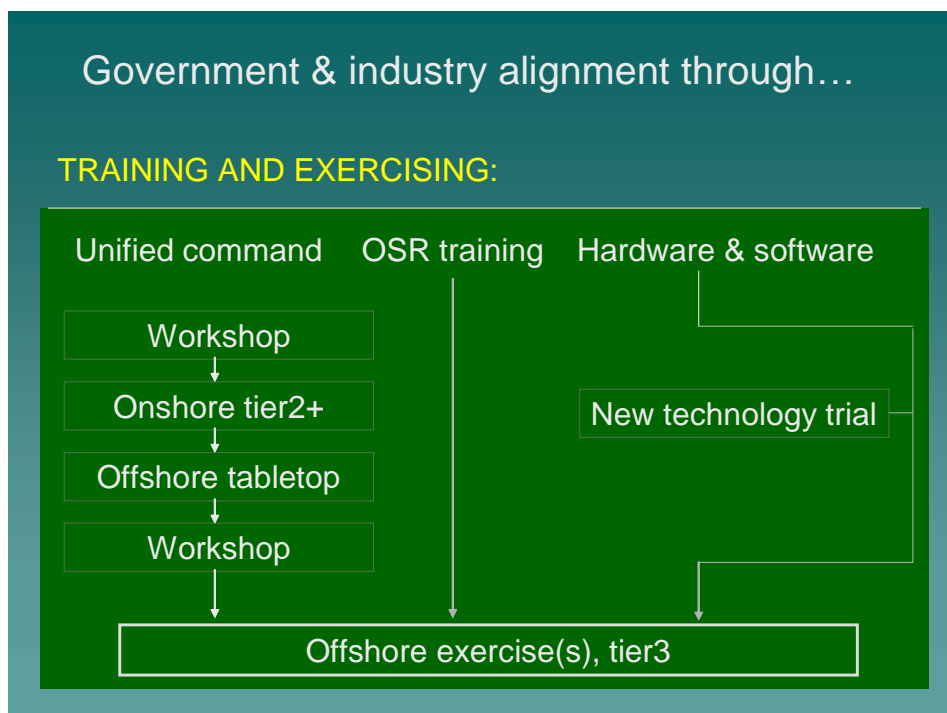 Government & industry alignment through…
TRAINING AND EXERCISING:
Unified command
OSR training
Hardware & software
Workshop
Onshore tier2+
New technology trial
Offshore tabletop
Workshop
Offshore exercise(s), tier3